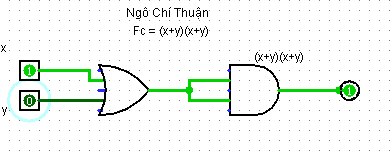 Ngô Chí Thuận
Fc = (x+y)(x+y)
x
(x+y)(x+y)
1
0
1
y